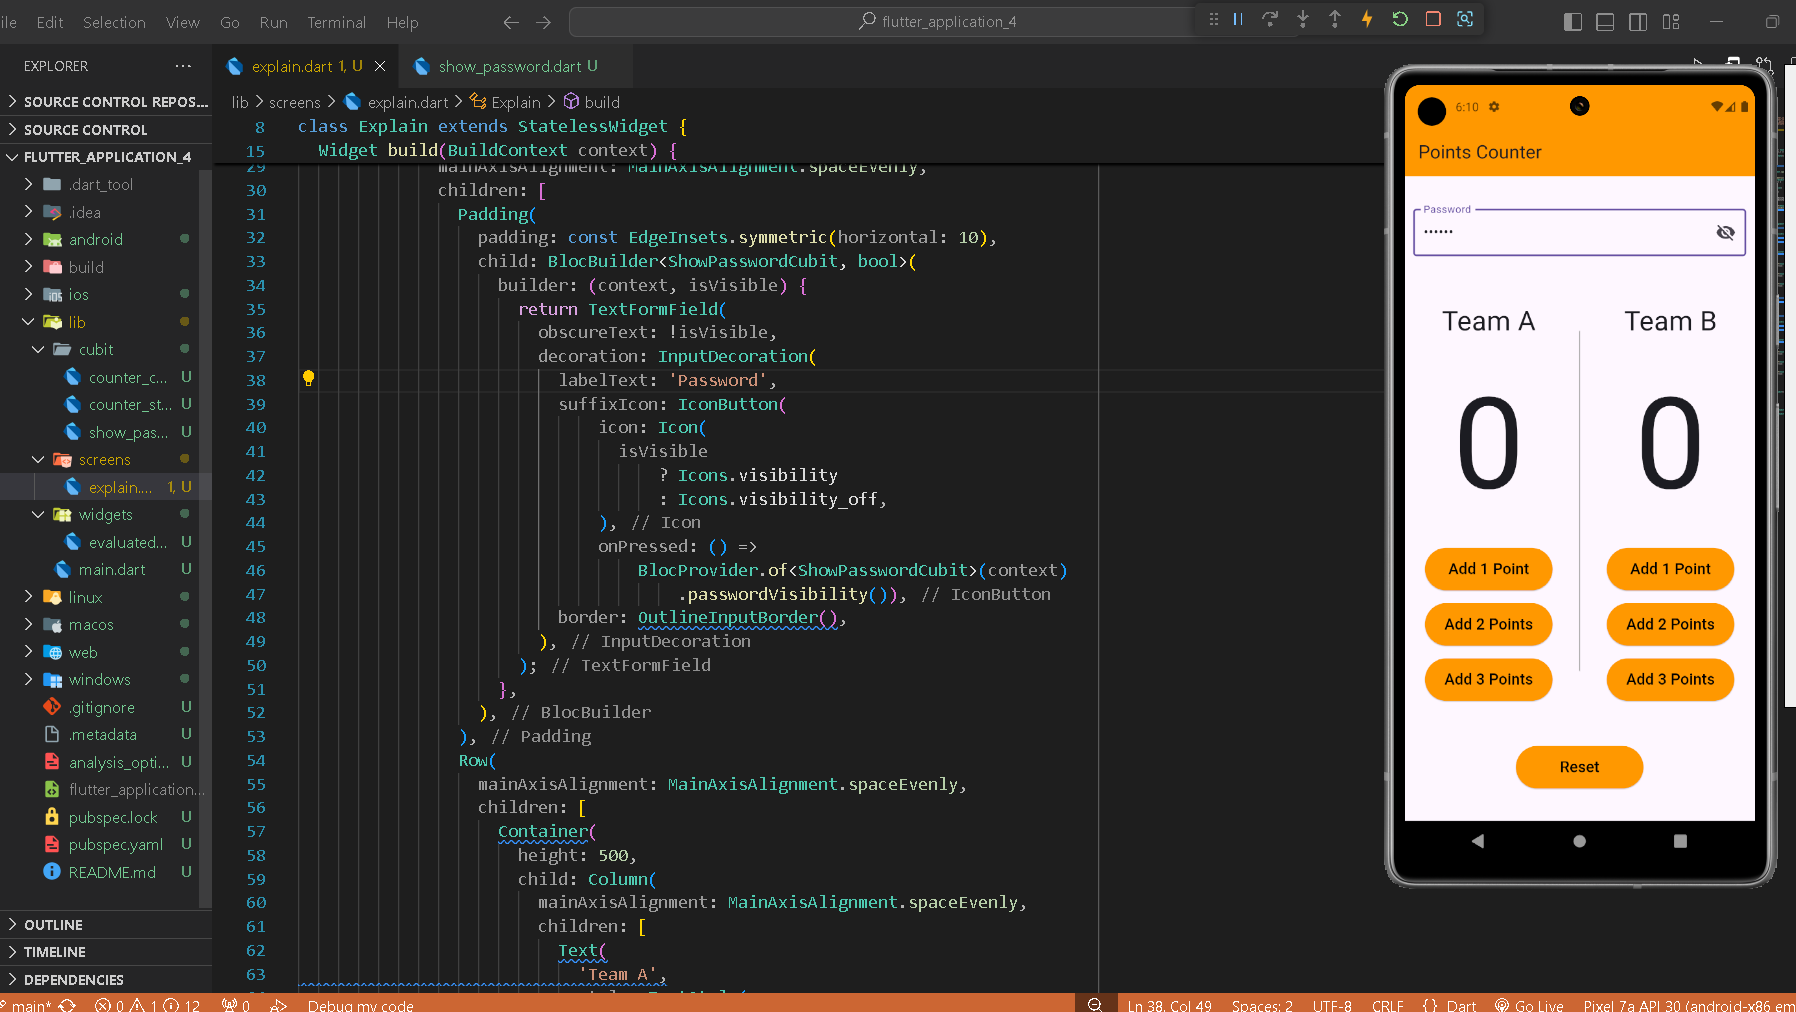 Edit Selection View Go Run Terminal Help
flutter_application_4
EXPLORER
SOURCE CONTROL REPOS...
SOURCE CONTROL
FLUTTER_APPLICATION_4
.dart_tool
.idea
android
build
ios
lib
cubit
counter_c... U
counter_st... U
show_pas... U
screens
explain.... 1, U
widgets
evaluated... U
main.dart U
linux
macos
web
windows
.gitignore U
.metadata U
analysis_opti... U
flutter_application...
pubspec.lock U
pubspec.yaml U
README.md U
OUTLINE
TIMELINE
DEPENDENCIES
explain.dart 1, U
show_password.dart U
lib > screens > explain.dart > Explain > build
8 class Explain extends StatelessWidget {
15 Widget build(BuildContext context) {
29 mainAxisAlignment: MainAxisAlignment.spaceEvenly,
30 children: [
31 Padding(
32 padding: const EdgeInsets.symmetric(horizontal: 10),
33 child: BlocBuilder<ShowPasswordCubit, bool>(
34 builder: (context, isVisible) {
35 return TextFormField(
36 obscureText: !isVisible,
37 decoration: InputDecoration(
38 labelText: 'Password',
39 suffixIcon: IconButton(
40 icon: Icon(
41 isVisible
42 ? Icons.visibility
43 : Icons.visibility_off,
44 ), // Icon
45 onPressed: () =>
46 BlocProvider.of<ShowPasswordCubit>(context)
47 .passwordVisibility()), // IconButton
48 border: OutlineInputBorder(),
49 ), // InputDecoration
50 ); // TextFormField
51 },
52 ), // BlocBuilder
53 ), // Padding
54 Row(
55 mainAxisAlignment: MainAxisAlignment.spaceEvenly,
56 children: [
57 Container(
58 height: 500,
59 child: Column(
60 mainAxisAlignment: MainAxisAlignment.spaceEvenly,
61 children: [
62 Text(
63 'Team A',
6:10
Points Counter
Password
••••••
Team A Team B
0 0
Add 1 Point Add 1 Point
Add 2 Points Add 2 Points
Add 3 Points Add 3 Points
Reset
main* 0 1 12 0 Debug my code Ln 38, Col 49 Spaces: 2 UTF-8 CRLF {} Dart Go Live Pixel 7a API 30 (android-x86 em